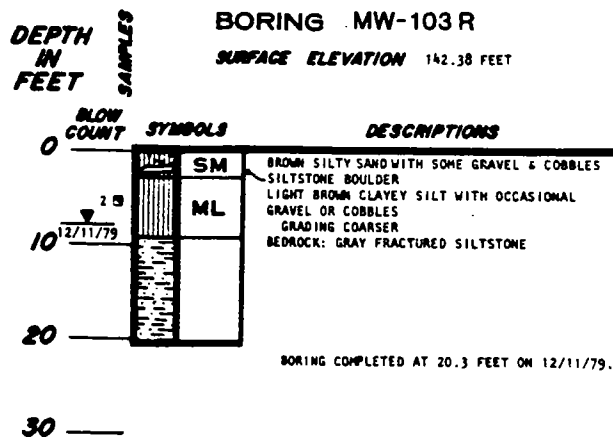 BORING MW-103 R
SURFACE ELEVATION 142.38 FEET
DEPTH
IN
FEET
SAMPLES
BLOW
COUNT
SYMBOLS
DESCRIPTIONS
0
SM
BROWN SILTY SAND WITH SOME GRAVEL & COBBLES
SILTSTONE BOULDER
LIGHT BROWN CLAYEY SILT WITH OCCASIONAL
2
ML
GRAVEL OR COBBLES
GRADING COARSER
12/11/79
10
BEDROCK: GRAY FRACTURED SILTSTONE
20
BORING COMPLETED AT 20.3 FEET ON 12/11/79.
30